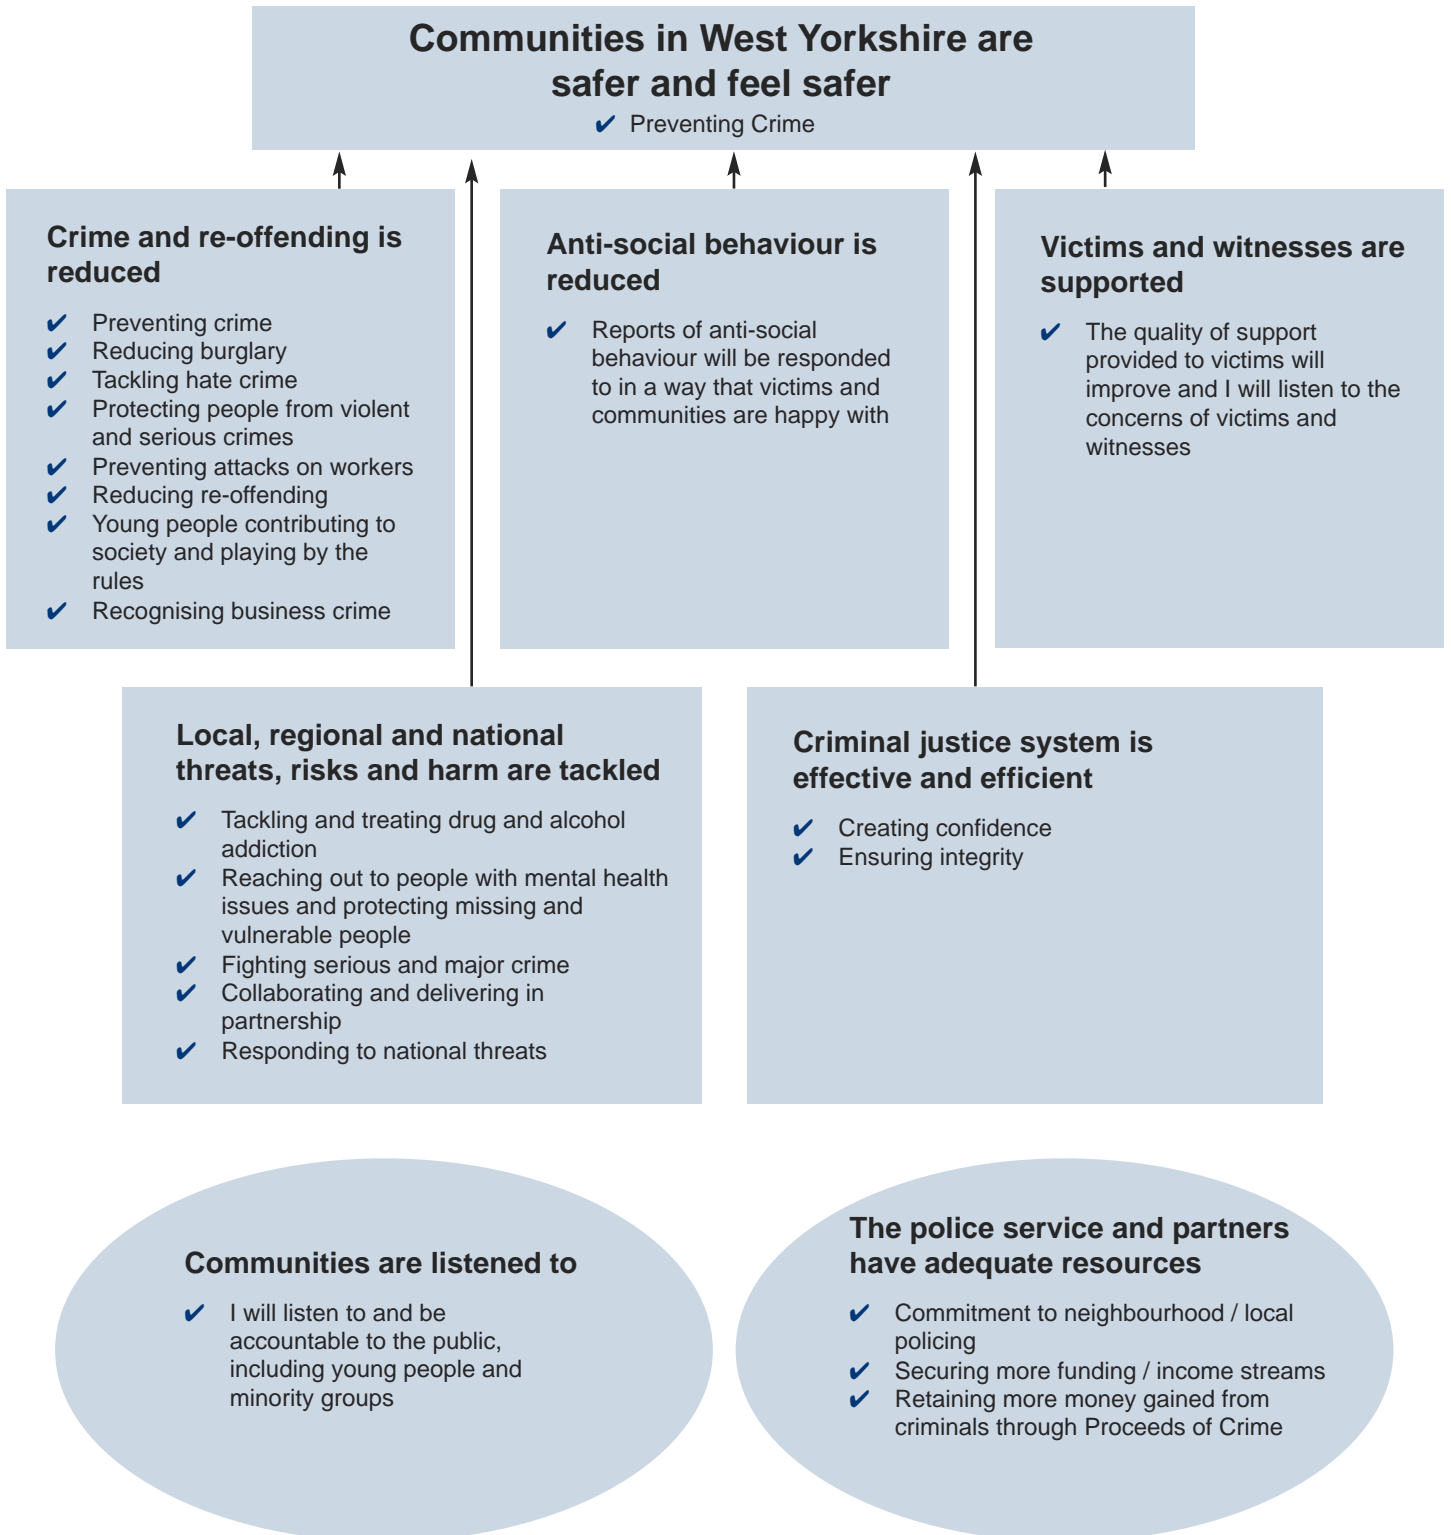 Communities in West Yorkshire are
safer and feel safer
✔ Preventing Crime
Crime and re-offending is
reduced
✔ Preventing crime
✔ Reducing burglary
✔ Tackling hate crime
✔ Protecting people from violent
and serious crimes
✔ Preventing attacks on workers
✔ Reducing re-offending
✔ Young people contributing to
society and playing by the
rules
✔ Recognising business crime
Anti-social behaviour is
reduced
✔ Reports of anti-social
behaviour will be responded
to in a way that victims and
communities are happy with
Victims and witnesses are
supported
✔ The quality of support
provided to victims will
improve and I will listen to the
concerns of victims and
witnesses
Local, regional and national
threats, risks and harm are tackled
✔ Tackling and treating drug and alcohol
addiction
✔ Reaching out to people with mental health
issues and protecting missing and
vulnerable people
✔ Fighting serious and major crime
✔ Collaborating and delivering in
partnership
✔ Responding to national threats
Criminal justice system is
effective and efficient
✔ Creating confidence
✔ Ensuring integrity
Communities are listened to
✔ I will listen to and be
accountable to the public,
including young people and
minority groups
The police service and partners
have adequate resources
✔ Commitment to neighbourhood / local
policing
✔ Securing more funding / income streams
✔ Retaining more money gained from
criminals through Proceeds of Crime